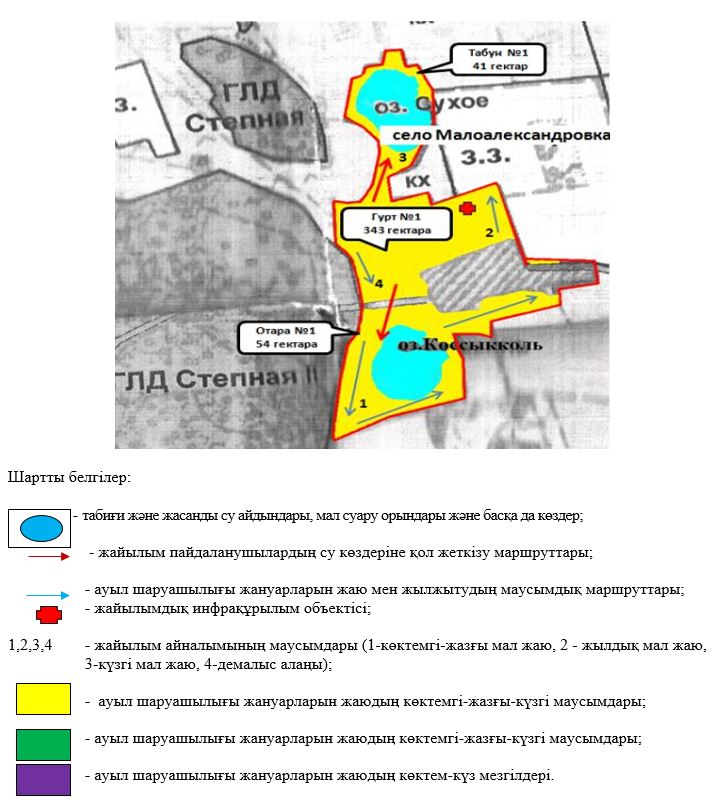 Табун №1
41 гектар
ГЛД
Степная
оз. Сухое
3.
село Малоалександровка
3
3.3.
КХ
Гурт №1
343 гектара
2
4
Отара №1
54 гектара
оз.Коссыкколь
ГЛД Степная II
1
Шартты белгілер:
- табиғи және жасанды су айдындары, мал суару орындары және басқа да көздер;
- жайылым пайдаланушылардың су көздеріне қол жеткізу маршруттары;
- ауыл шаруашылығы жануарларын жаю мен жылжытудың маусымдық маршруттары;
- жайылымдық инфрақұрылым объектісі;
1,2,3,4 - жайылым айналымының маусымдары (1-көктемгі-жазғы мал жаю, 2 - жылдық мал жаю,
3-күзгі мал жаю, 4-демалыс алаңы);
- ауыл шаруашылығы жануарларын жаюдың көктемгі-жазғы-күзгі маусымдары;
- ауыл шаруашылығы жануарларын жаюдың көктемгі-жазғы-күзгі маусымдары;
- ауыл шаруашылығы жануарларын жаюдың көктем-күз мезгілдері.